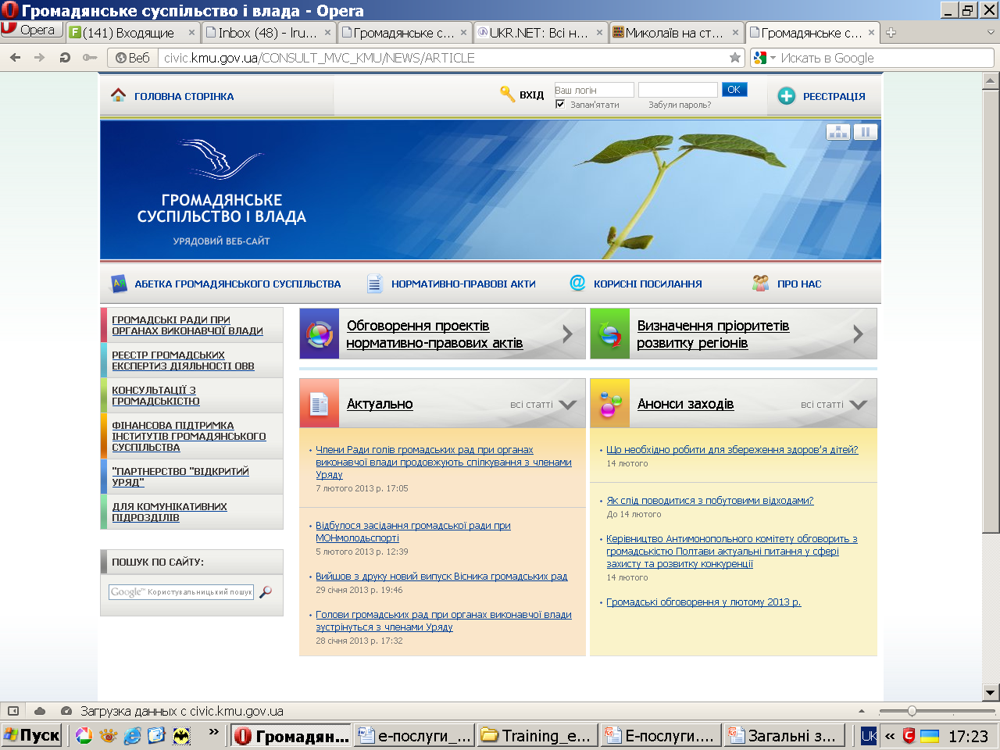 Громадянське суспільство і влада - Opera
Opera
(141) Входящие
Inbox (48) - Iru...
Громадянське с...
UKR.NET: Всі н...
Миколаїв на ст...
Громадянське с...
Веб
civic.kmu.gov.ua/CONSULT_MVC_KMU/NEWS/ARTICLE
Искать в Google
ГОЛОВНА СТОРІНКА
ВХІД
Ваш логін
OK
Запам'ятати
Забули пароль?
РЕЄСТРАЦІЯ
ГРОМАДЯНСЬКЕ
СУСПІЛЬСТВО І ВЛАДА
УРЯДОВИЙ ВЕБ-САЙТ
АБЕТКА ГРОМАДЯНСЬКОГО СУСПІЛЬСТВА
НОРМАТИВНО-ПРАВОВІ АКТИ
КОРИСНІ ПОСИЛАННЯ
ПРО НАС
ГРОМАДСЬКІ РАДИ ПРИ
ОРГАНАХ ВИКОНАВЧОЇ ВЛАДИ
РЕЄСТР ГРОМАДСЬКИХ
ЕКСПЕРТИЗ ДІЯЛЬНОСТІ ОВВ
КОНСУЛЬТАЦІЇ З
ГРОМАДСЬКІСТЮ
ФІНАНСОВА ПІДТРИМКА
ІНСТИТУТІВ ГРОМАДЯНСЬКОГО
СУСПІЛЬСТВА
"ПАРТНЕРСТВО "ВІДКРИТИЙ
УРЯД"
ДЛЯ КОМУНІКАТИВНИХ
ПІДРОЗДІЛІВ
ПОШУК ПО САЙТУ:
Google™ Користувальницький пошук
Обговорення проектів
нормативно-правових актів
Визначення пріоритетів
розвитку регіонів
Актуально
всі статті
Члени Ради голів громадських рад при органах
виконавчої влади продовжують спілкування з членами
Уряду
7 лютого 2013 р. 17:05
Відбулося засідання громадської ради при
МОНмолодьспорті
5 лютого 2013 р. 12:39
Вийшов з друку новий випуск Вісника громадських рад
29 січня 2013 р. 19:46
Голови громадських рад при органах виконавчої влади
зустрінуться з членами Уряду
28 січня 2013 р. 17:32
Анонси заходів
всі статті
Що необхідно робити для збереження здоров'я дітей?
14 лютого
Як слід поводитися з побутовими відходами?
До 14 лютого
Керівництво Антимонопольного комітету обговорить з
громадськістю Полтави актуальні питання у сфері
захисту та розвитку конкуренції
14 лютого
Громадські обговорення у лютому 2013 р.
Загрузка данных с civic.kmu.gov.ua
Пуск
»
Громадян...
е-послуги_...
Training_e...
Е-послуги....
Загальні з...
UK
«
17:23